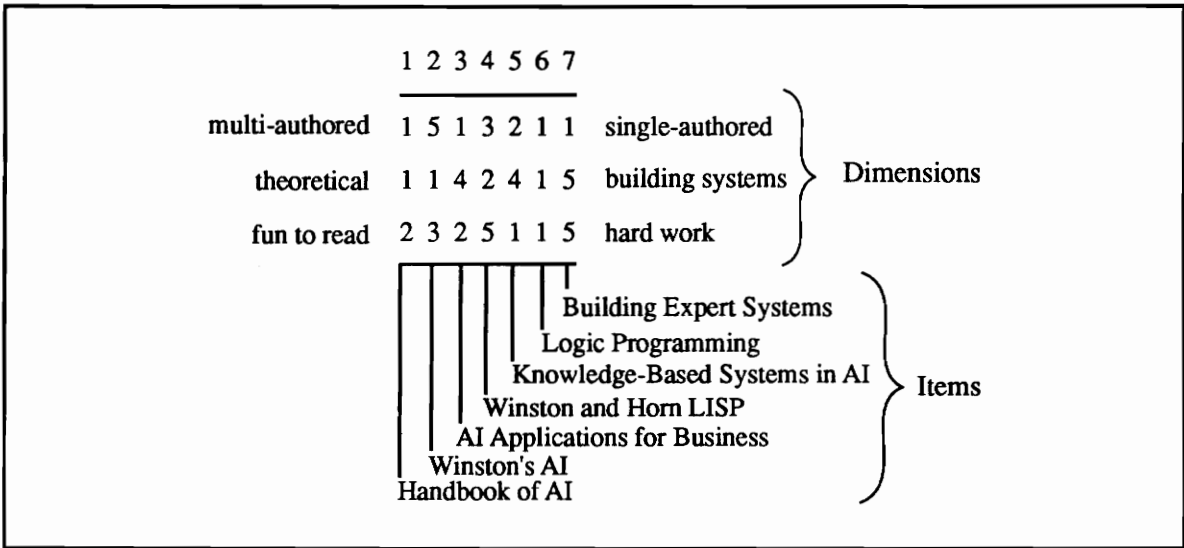 1 2 3 4 5 6 7
multi-authored 1 5 1 3 2 1 1 single-authored
theoretical 1 1 4 2 4 1 5 building systems
Dimensions
fun to read 2 3 2 5 1 1 5 hard work
Building Expert Systems
Logic Programming
Knowledge-Based Systems in AI
Items
Winston and Horn LISP
AI Applications for Business
Winston's AI
Handbook of AI